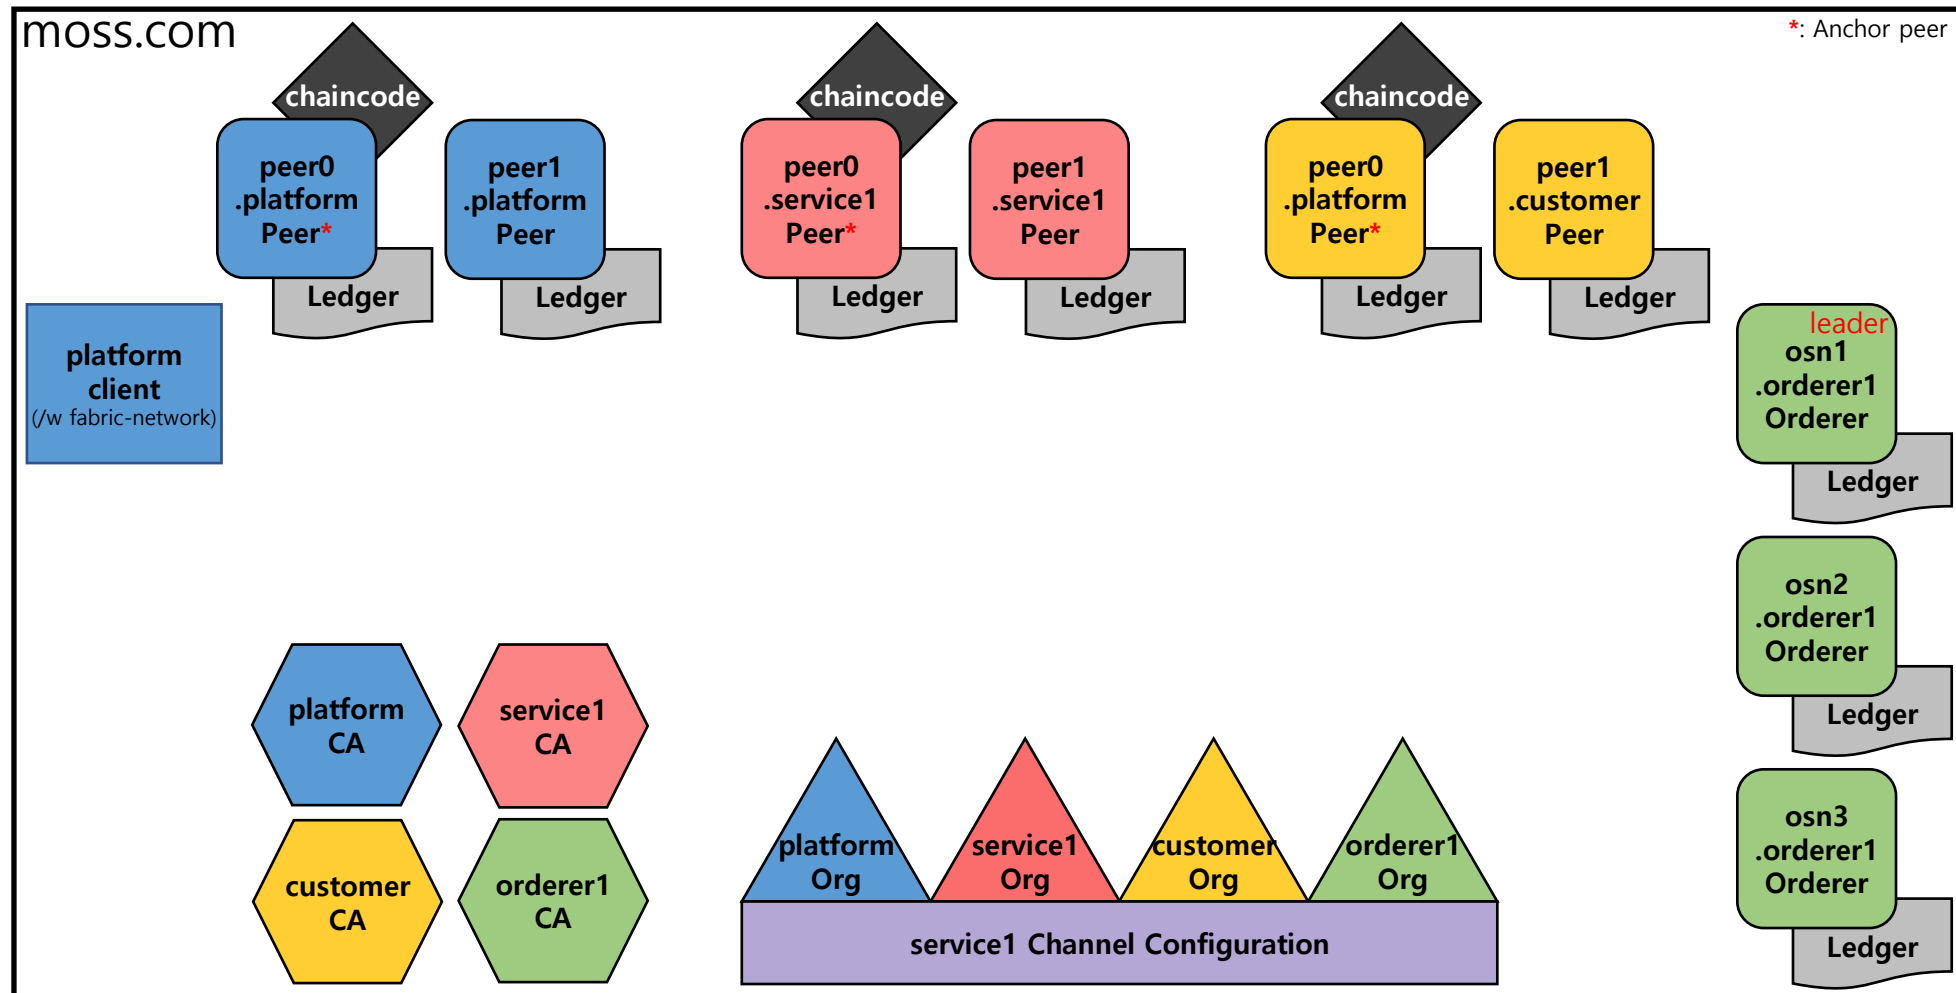 moss.com
*: Anchor peer
chaincode
chaincode
chaincode
peer0
.platform
Peer*
peer1
.platform
Peer
peer0
.service1
Peer*
peer1
.service1
Peer
peer0
.platform
Peer*
peer1
.customer
Peer
Ledger
Ledger
Ledger
Ledger
Ledger
Ledger
platform
client
(/w fabric-network)
leader
osn1
.orderer1
Orderer
Ledger
osn2
.orderer1
Orderer
Ledger
osn3
.orderer1
Orderer
Ledger
platform
CA
service1
CA
customer
CA
orderer1
CA
platform
Org
service1
Org
customer
Org
orderer1
Org
service1 Channel Configuration